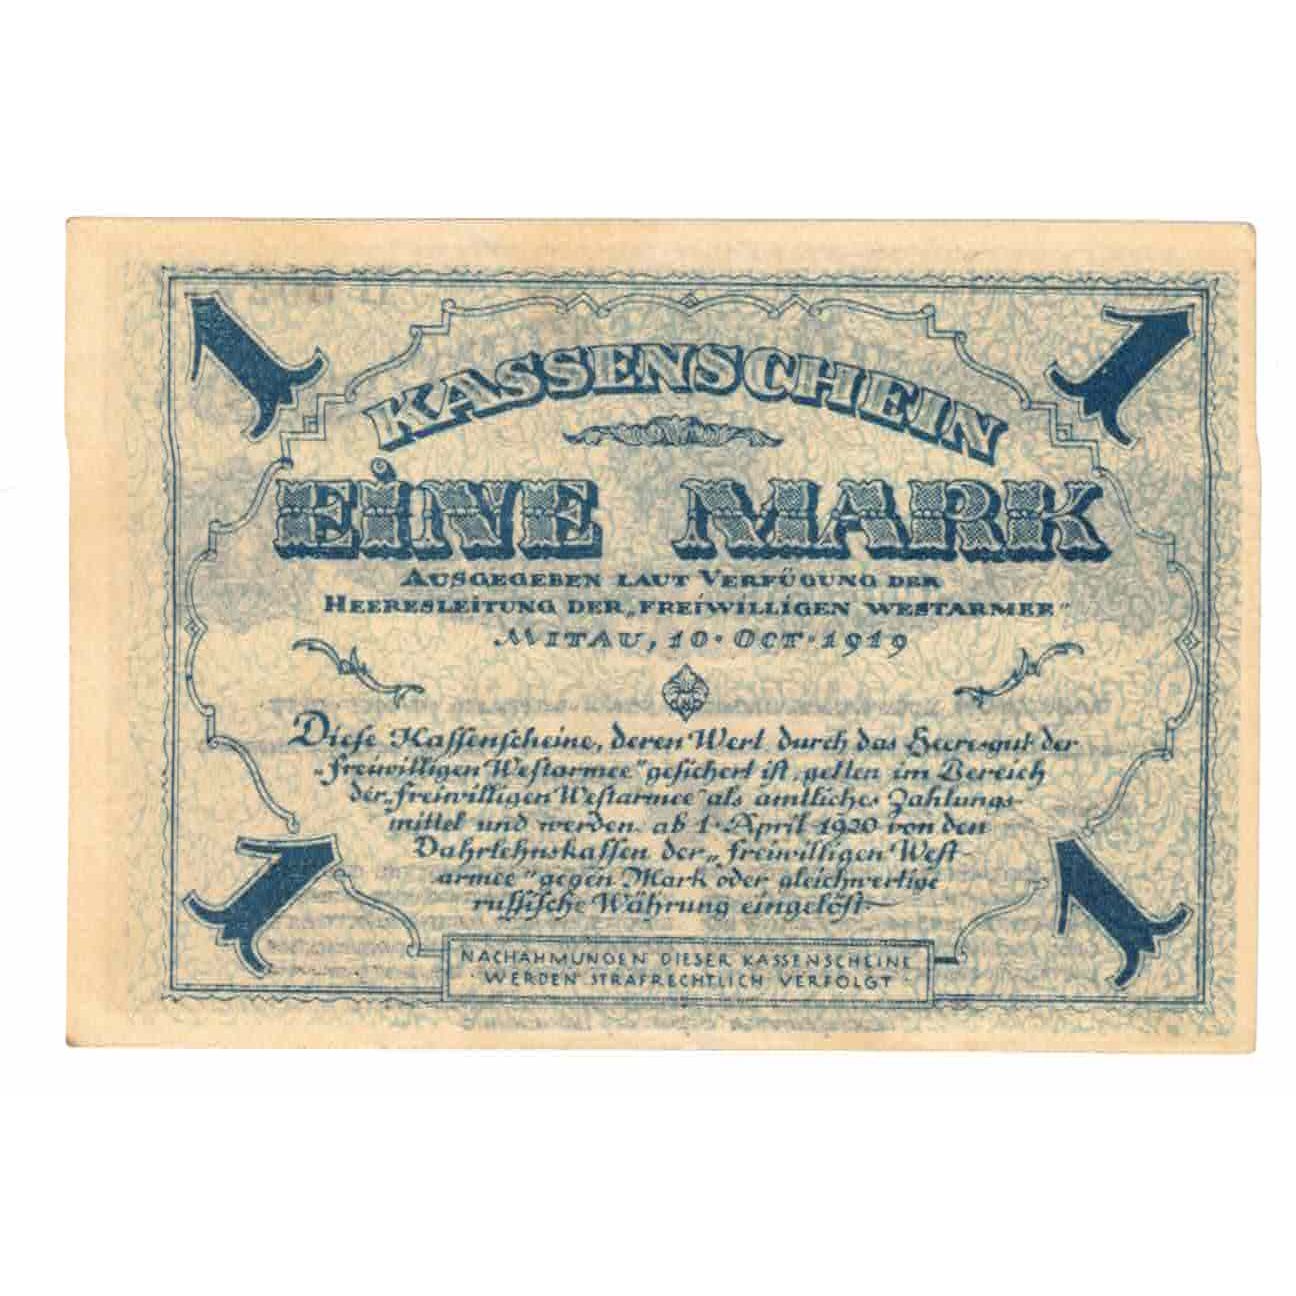 1 1
KASSENSCHEIN
EINE MARK
AUSGEGEBEN LAUT VERFÜGUNG DER
HEERESLEITUNG DER „FREIWILLIGEN WESTARMEE"
MITAU, 10·OCT·1919
Diese Kassenscheine, deren Wert durch das Heeresgut der
„Freiwilligen Westarmee" gesichert ist, gelten im Bereich
der „Freiwilligen Westarmee" als amtliches Zahlungs-
mittel und werden ab 1· April 1920 von den
Dahrlehnskassen der „Freiwilligen West
armee" gegen Mark oder gleichwertige
russische Währung eingelöst
1 1
NACHAHMUNGEN DIESER KASSENSCHEINE
· WERDEN STRAFRECHTLICH VERFOLGT ·